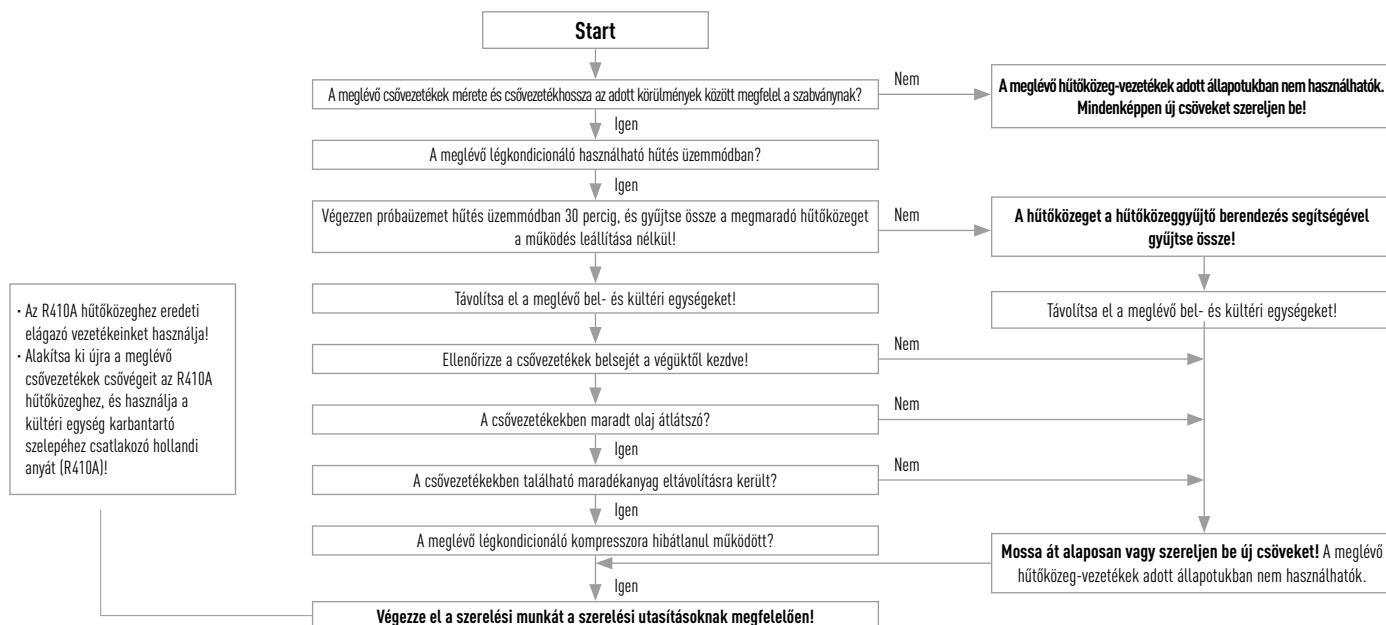 Start
A meglévő csővezetékek mérete és csővezetékhossza az adott körülmények között megfelel a szabványnak?
Nem
A meglévő hűtőközeg-vezetékek adott állapotukban nem használhatók.
Mindenképpen új csöveket szereljen be!
Igen
A meglévő légkondicionáló használható hűtés üzemmódban?
Igen
Végezzen próbaüzemet hűtés üzemmódban 30 percig, és gyűjtse össze a megmaradó hűtőközeget
a működés leállítása nélkül!
Nem
A hűtőközeget a hűtőközeggyűjtő berendezés segítségével
gyűjtse össze!
Távolítsa el a meglévő bel- és kültéri egységeket!
Távolítsa el a meglévő bel- és kültéri egységeket!
· Az R410A hűtőközeghez eredeti
elágazó vezetékeinket használja!
· Alakítsa ki újra a meglévő
csővezetékek csővégeit az R410A
hűtőközeghez, és használja a
kültéri egység karbantartó
szelepéhez csatlakozó hollandi
anyát (R410A)!
Ellenőrizze a csővezetékek belsejét a végüktől kezdve!
Nem
A csővezetékekben maradt olaj átlátszó?
Nem
Igen
A csővezetékekben található maradékanyag eltávolításra került?
Nem
Igen
A meglévő légkondicionáló kompresszora hibátlanul működött?
Mossa át alaposan vagy szereljen be új csöveket! A meglévő
hűtőközeg-vezetékek adott állapotukban nem használhatók.
Igen
Végezze el a szerelési munkát a szerelési utasításoknak megfelelően!